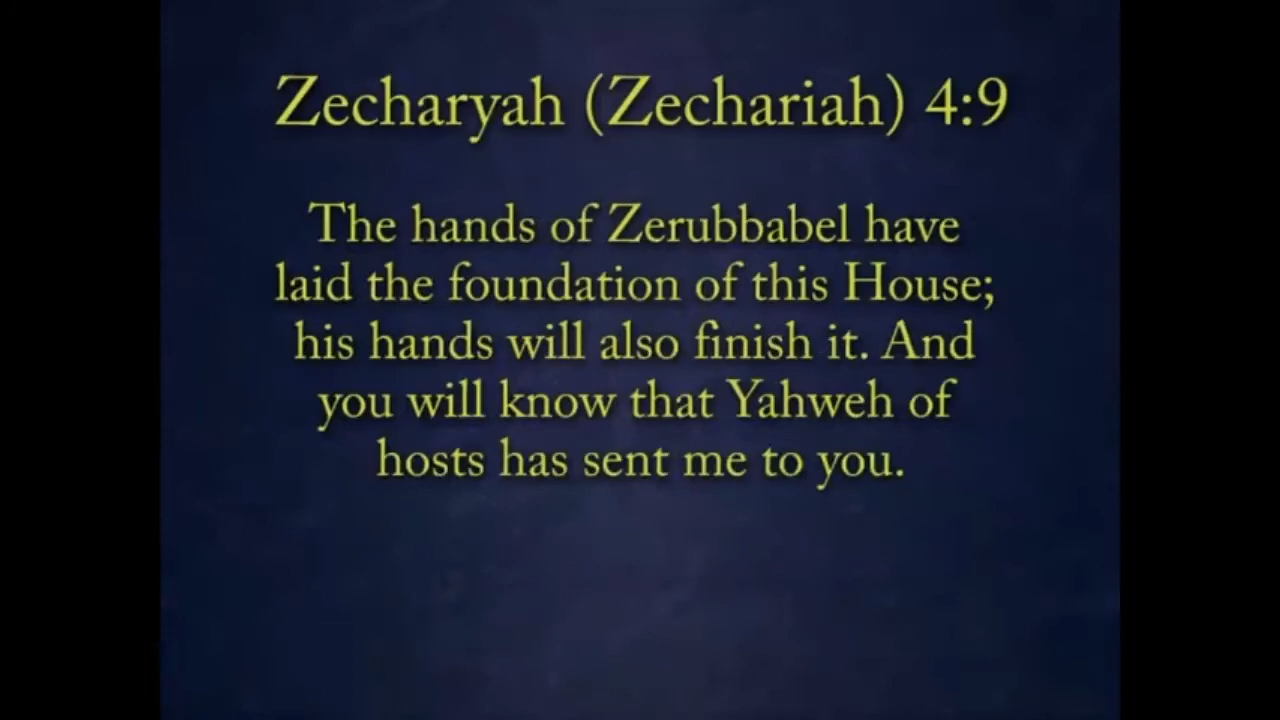 Zecharyah (Zechariah) 4:9
The hands of Zerubbabel have
laid the foundation of this House;
his hands will also finish it. And
you will know that Yahweh of
hosts has sent me to you.